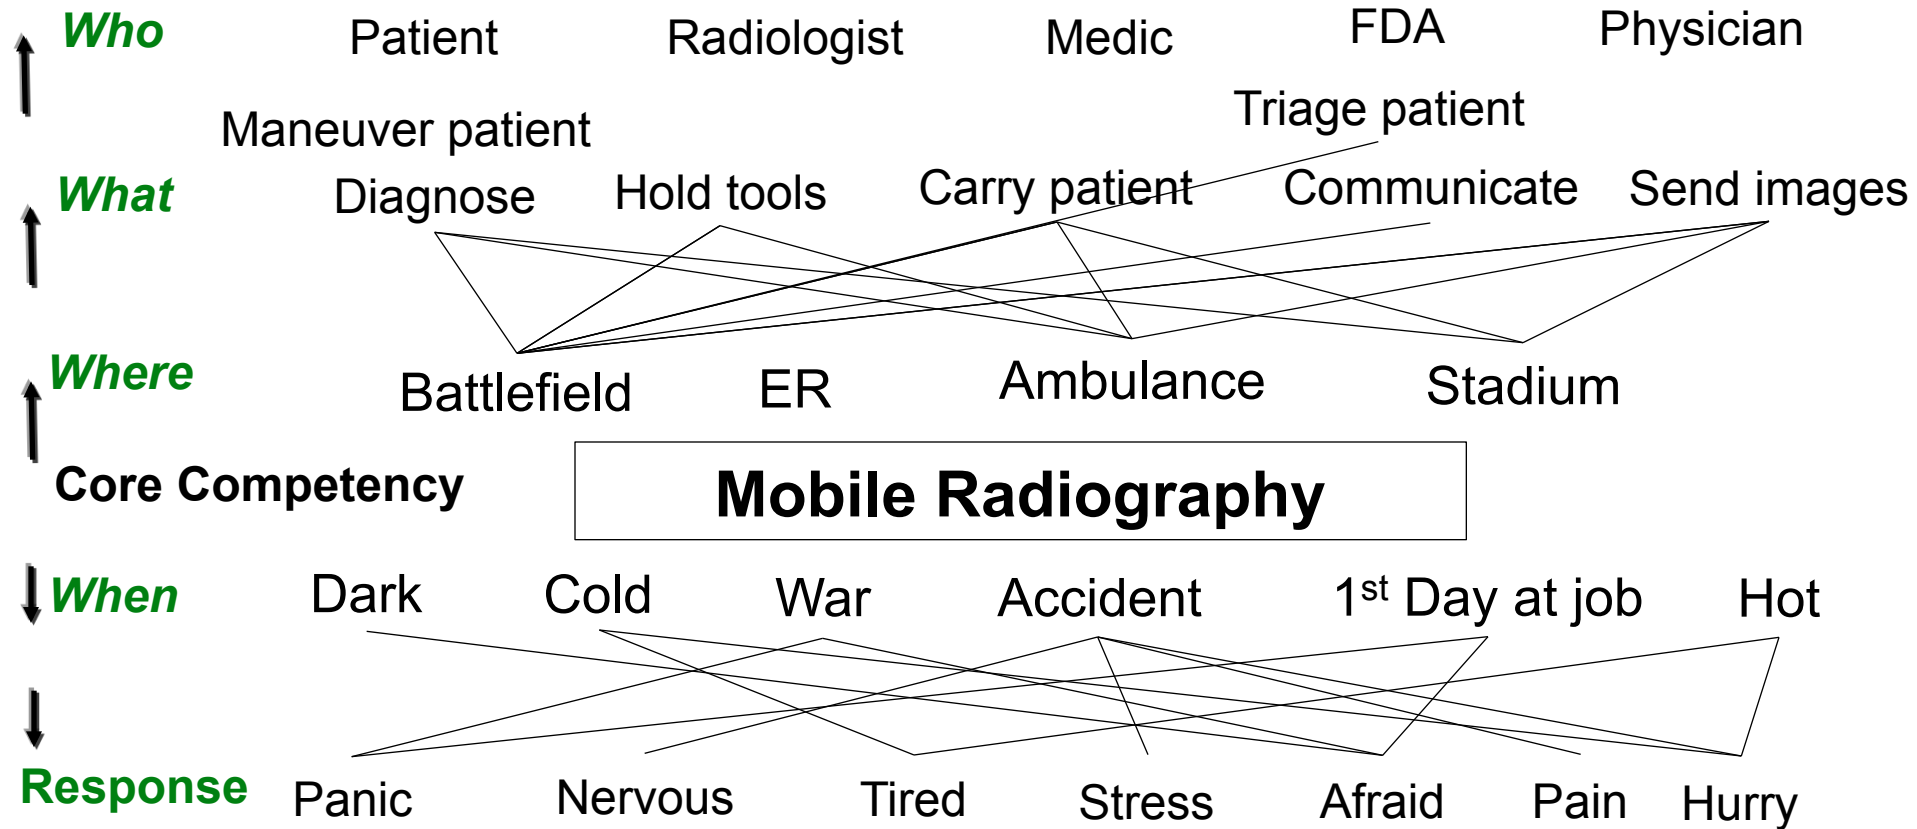 Who Patient Radiologist Medic FDA Physician
Maneuver patient Triage patient
What Diagnose Hold tools Carry patient Communicate Send images
Where Battlefield ER Ambulance Stadium
Core Competency Mobile Radiography
When Dark Cold War Accident 1st Day at job Hot
Response Panic Nervous Tired Stress Afraid Pain Hurry